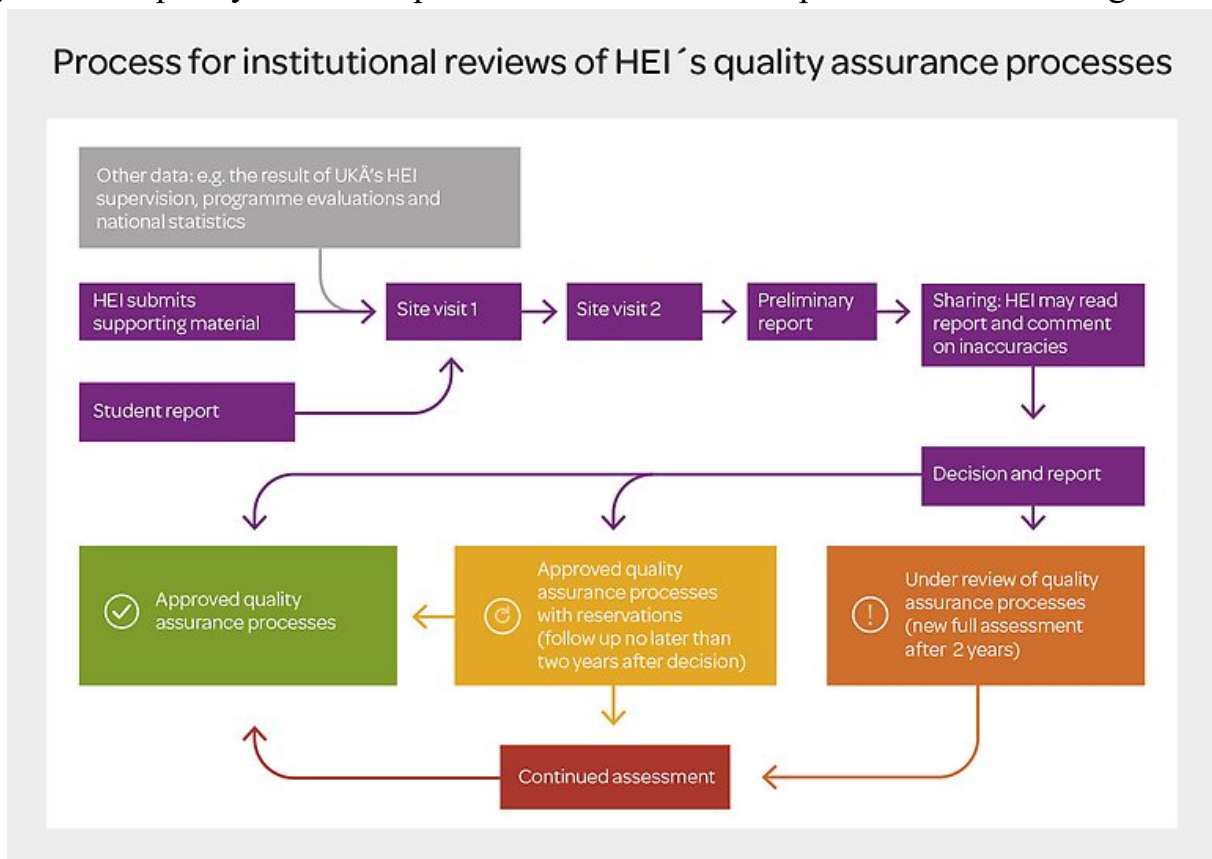 Process for institutional reviews of HEI´s quality assurance processes
Other data: e.g. the result of UKÄ's HEI
supervision, programme evaluations and
national statistics
HEI submits
supporting material
Site visit 1
Site visit 2
Preliminary
report
Sharing: HEI may read
report and comment
on inaccuracies
Student report
Decision and report
Approved quality
assurance processes
Approved quality
assurance processes
with reservations
(follow up no later than
two years after decision)
Under review of quality
assurance processes
(new full assessment
after 2 years)
Continued assessment